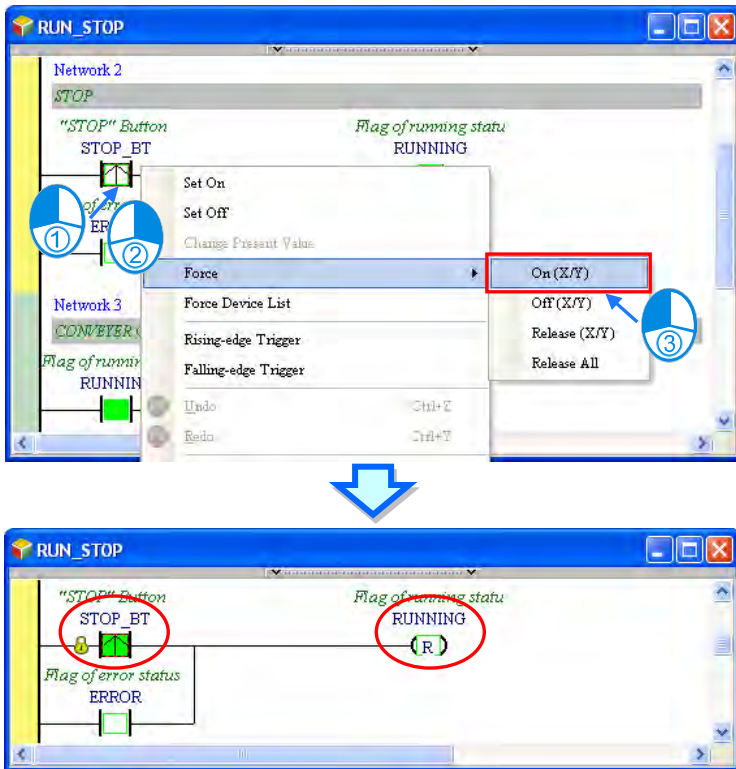 RUN_STOP
Network 2
STOP
"STOP" Button
Flag of running statu
STOP_BT
RUNNING
Set On
Set Off
of err
ER
①
②
Change Present Value
Force
On (X/Y)
Network 3
Force Device List
Off (X/Y)
CONVEYER
Rising-edge Trigger
Release (X/Y)
③
Flag of runnin
Falling-edge Trigger
Release All
RUNNIN
Undo
Ctrl+Z
Redo
Ctrl+Y
RUN_STOP
"STOP" Button
Flag of running statu
STOP_BT
RUNNING
R
Flag of error status
ERROR